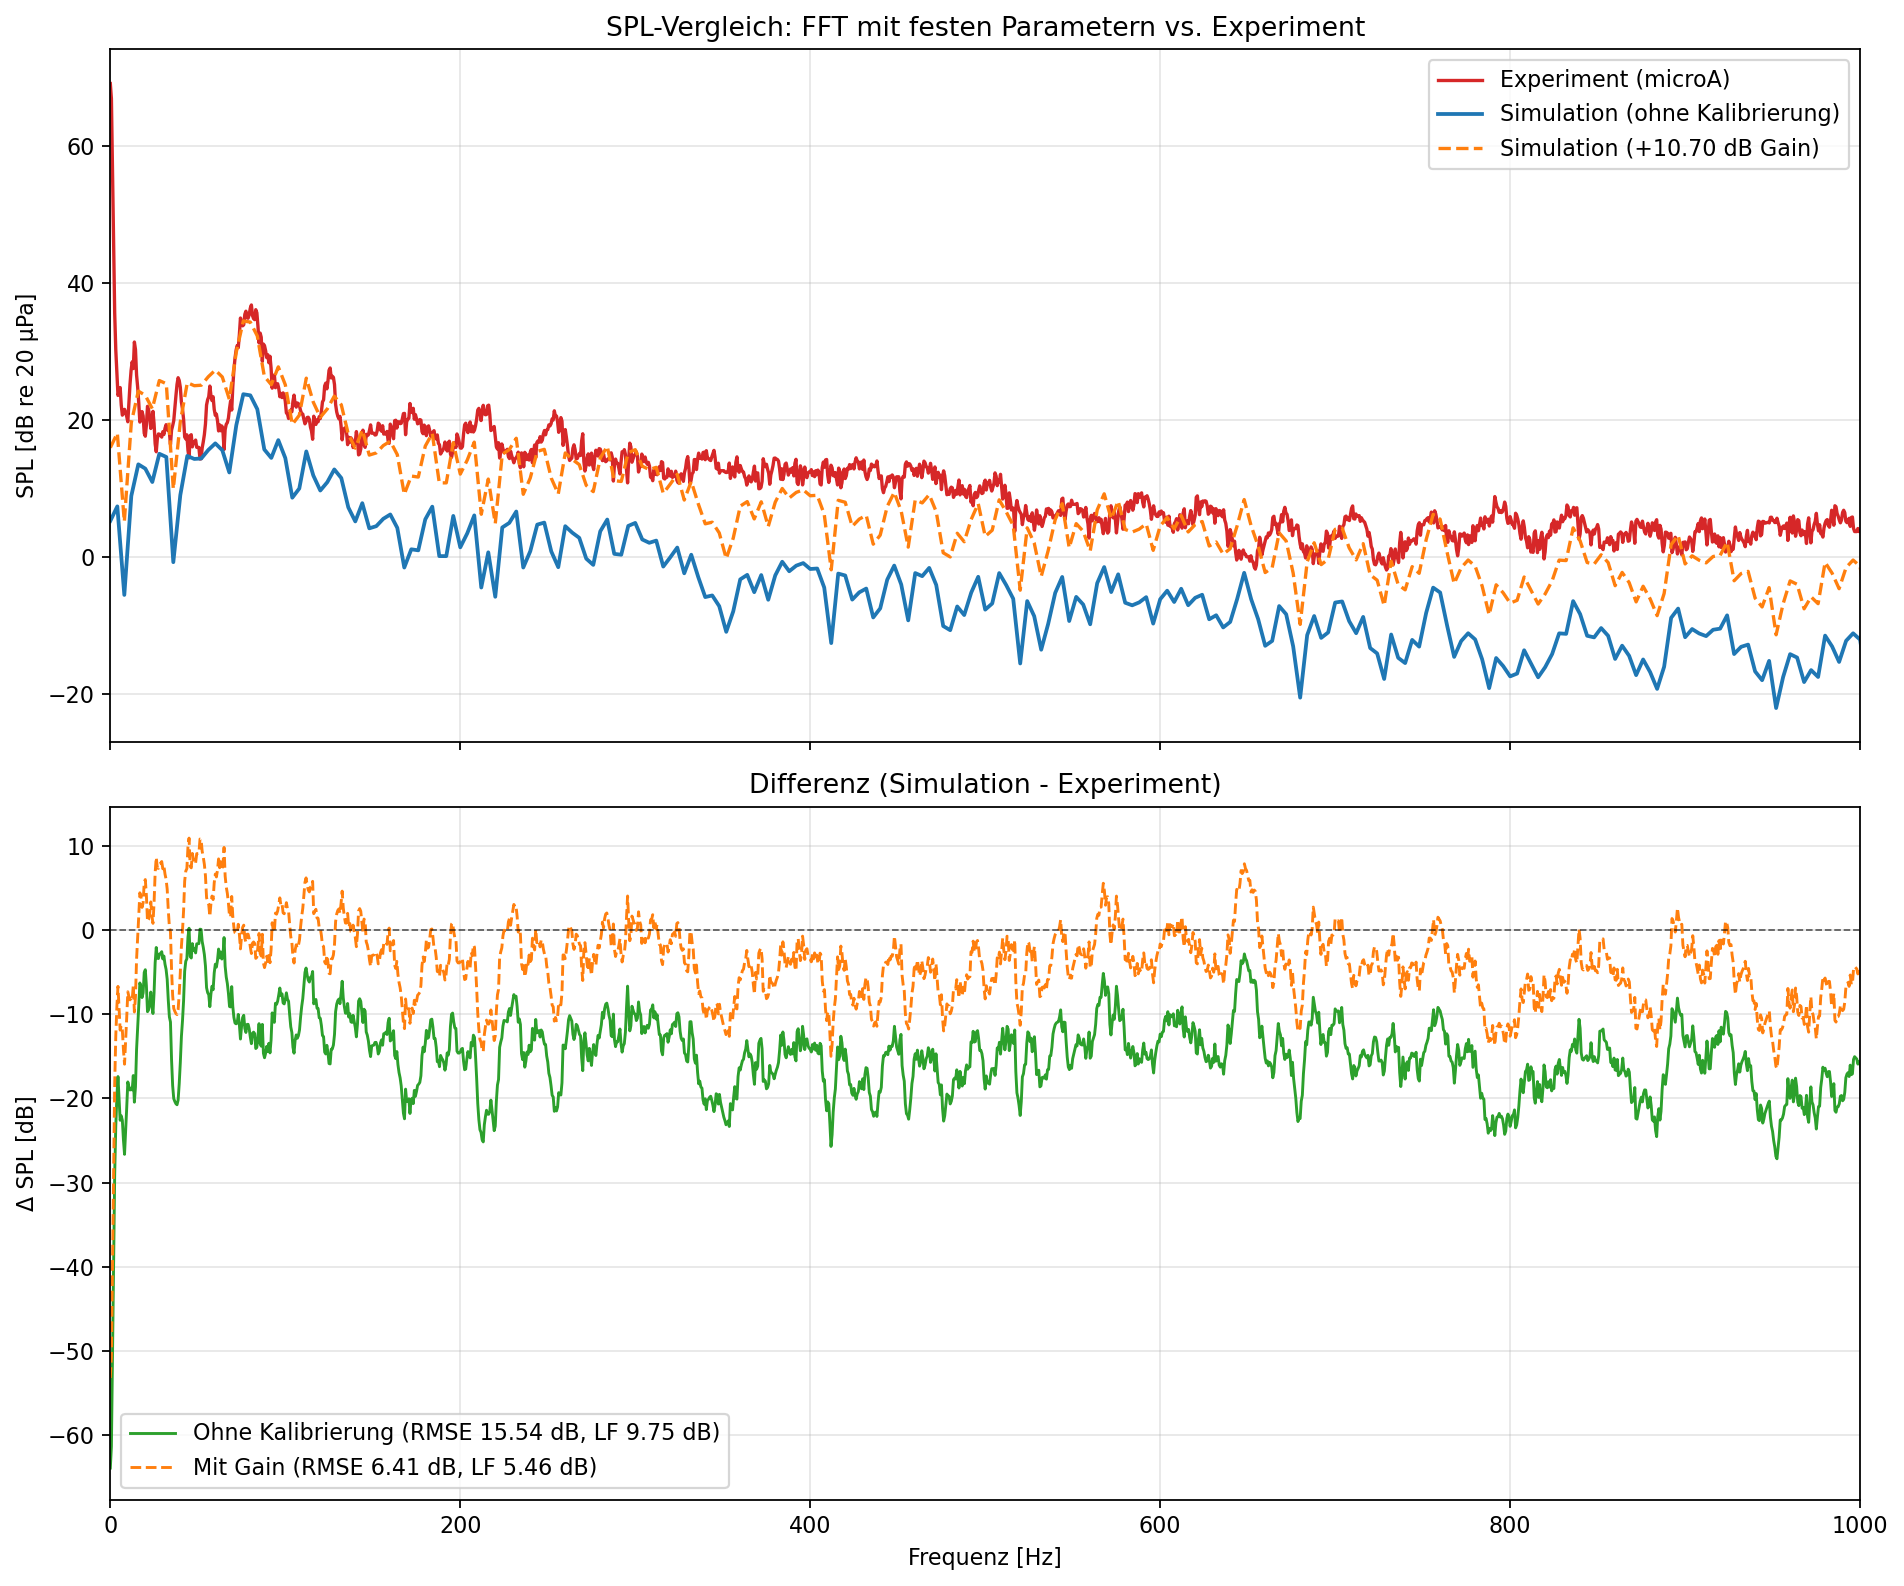 SPL-Vergleich: FFT mit festen Parametern vs. Experiment
Experiment (microA)
Simulation (ohne Kalibrierung)
Simulation (+10.70 dB Gain)
SPL [dB re 20 µPa]
60
40
20
0
−20
Differenz (Simulation - Experiment)
Δ SPL [dB]
10
0
−10
−20
−30
−40
−50
−60
Ohne Kalibrierung (RMSE 15.54 dB, LF 9.75 dB)
Mit Gain (RMSE 6.41 dB, LF 5.46 dB)
0 200 400 600 800 1000
Frequenz [Hz]